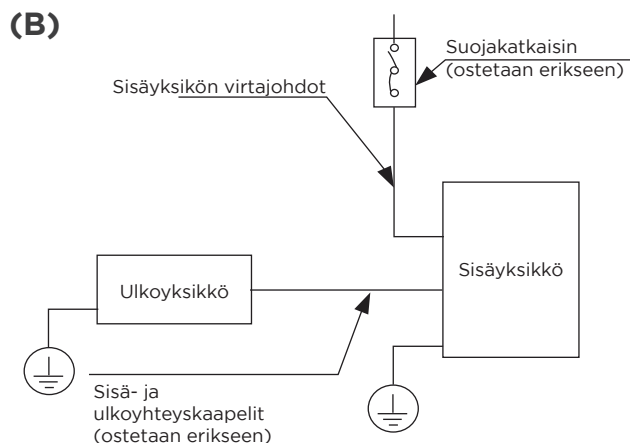 (B)
Suojakatkaisin
(ostetaan erikseen)
Sisäyksikön virtajohdot
Sisäyksikkö
Ulkoyksikkö
Sisä- ja
ulkoyhteyskaapelit
(ostetaan erikseen)